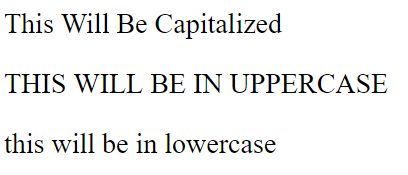 This Will Be Capitalized
THIS WILL BE IN UPPERCASE
this will be in lowercase